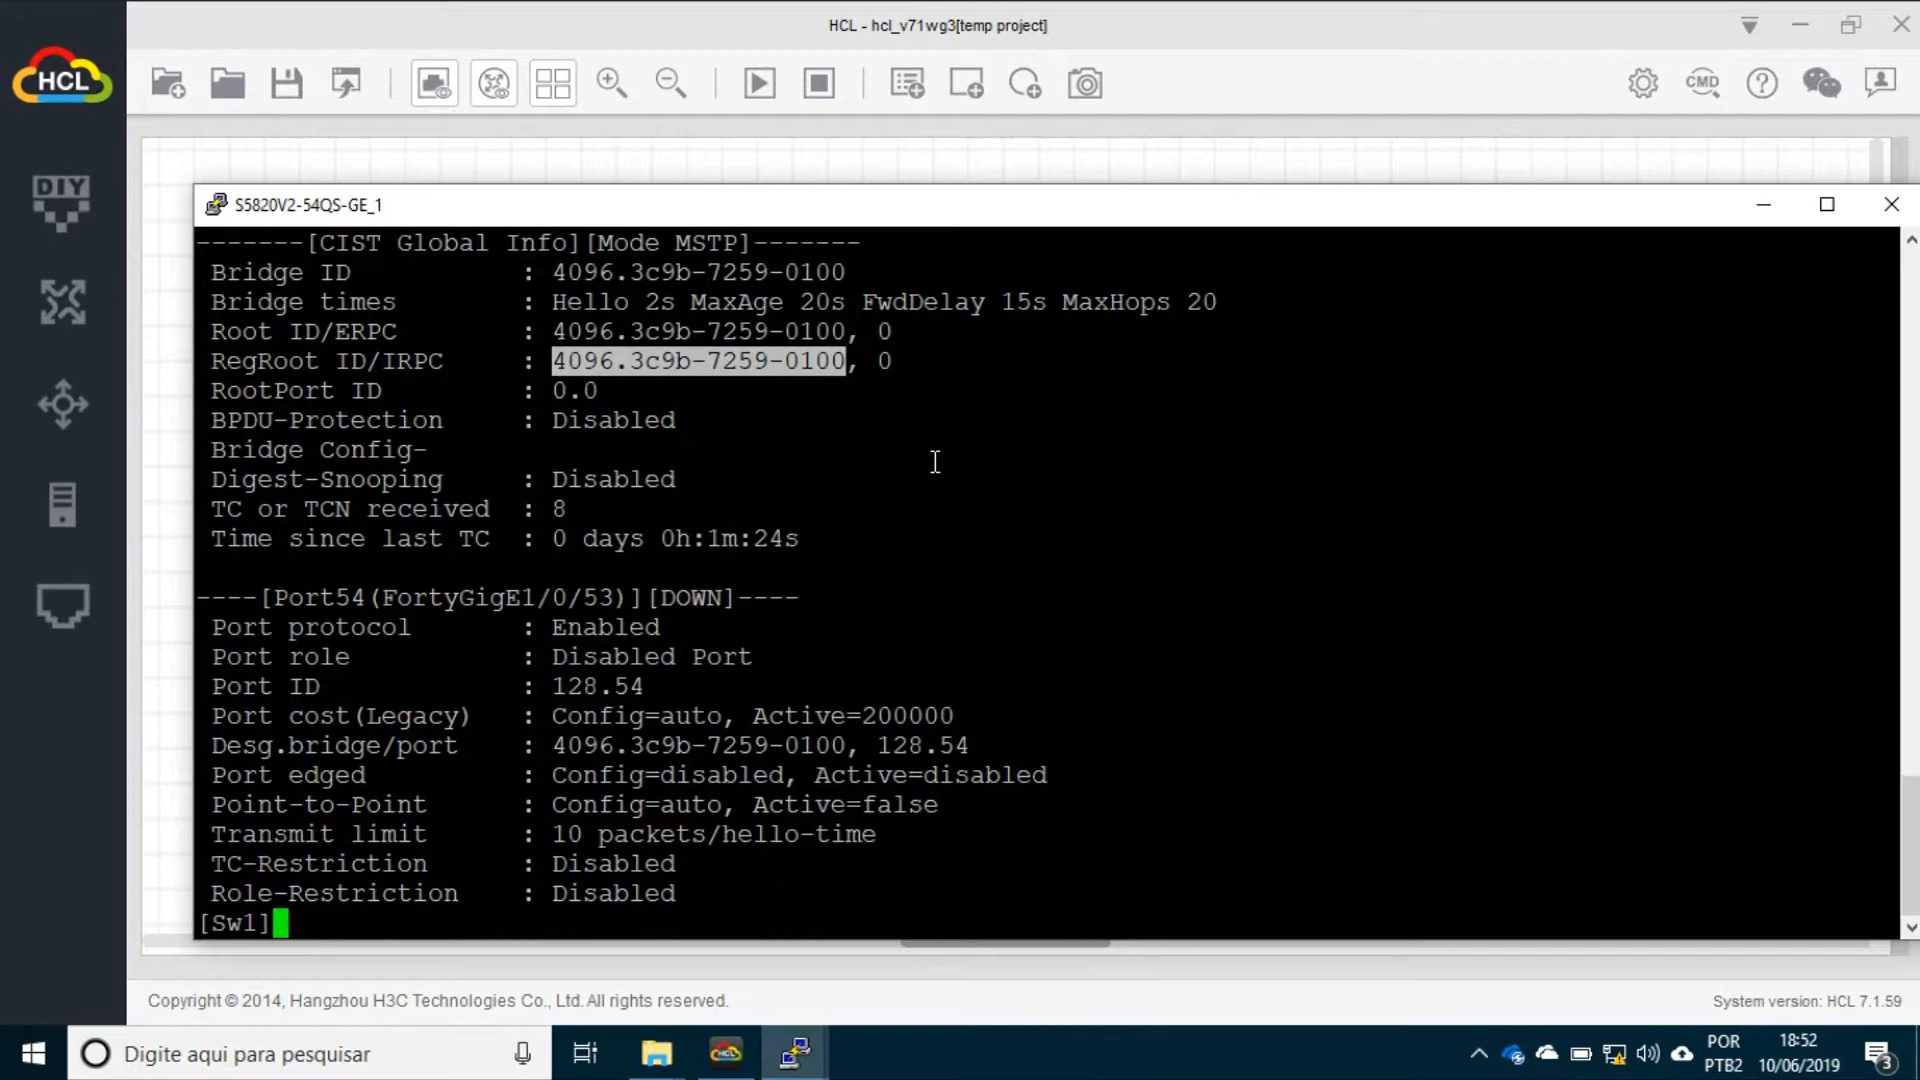 HCL - hcl_v71wg3[temp project]
HCL
CMD
DIY
S5820V2-54QS-GE_1
-------[CIST Global Info][Mode MSTP]-------
Bridge ID : 4096.3c9b-7259-0100
Bridge times : Hello 2s MaxAge 20s FwdDelay 15s MaxHops 20
Root ID/ERPC : 4096.3c9b-7259-0100, 0
RegRoot ID/IRPC : 4096.3c9b-7259-0100, 0
RootPort ID : 0.0
BPDU-Protection : Disabled
Bridge Config-
Digest-Snooping : Disabled
TC or TCN received : 8
Time since last TC : 0 days 0h:1m:24s
----[Port54(FortyGigE1/0/53)][DOWN]----
Port protocol : Enabled
Port role : Disabled Port
Port ID : 128.54
Port cost(Legacy) : Config=auto, Active=200000
Desg.bridge/port : 4096.3c9b-7259-0100, 128.54
Port edged : Config=disabled, Active=disabled
Point-to-Point : Config=auto, Active=false
Transmit limit : 10 packets/hello-time
TC-Restriction : Disabled
Role-Restriction : Disabled
[Sw1]
Copyright © 2014, Hangzhou H3C Technologies Co., Ltd. All rights reserved.
System version: HCL 7.1.59
Digite aqui para pesquisar
HCL
POR
PTB2
18:52
10/06/2019
3